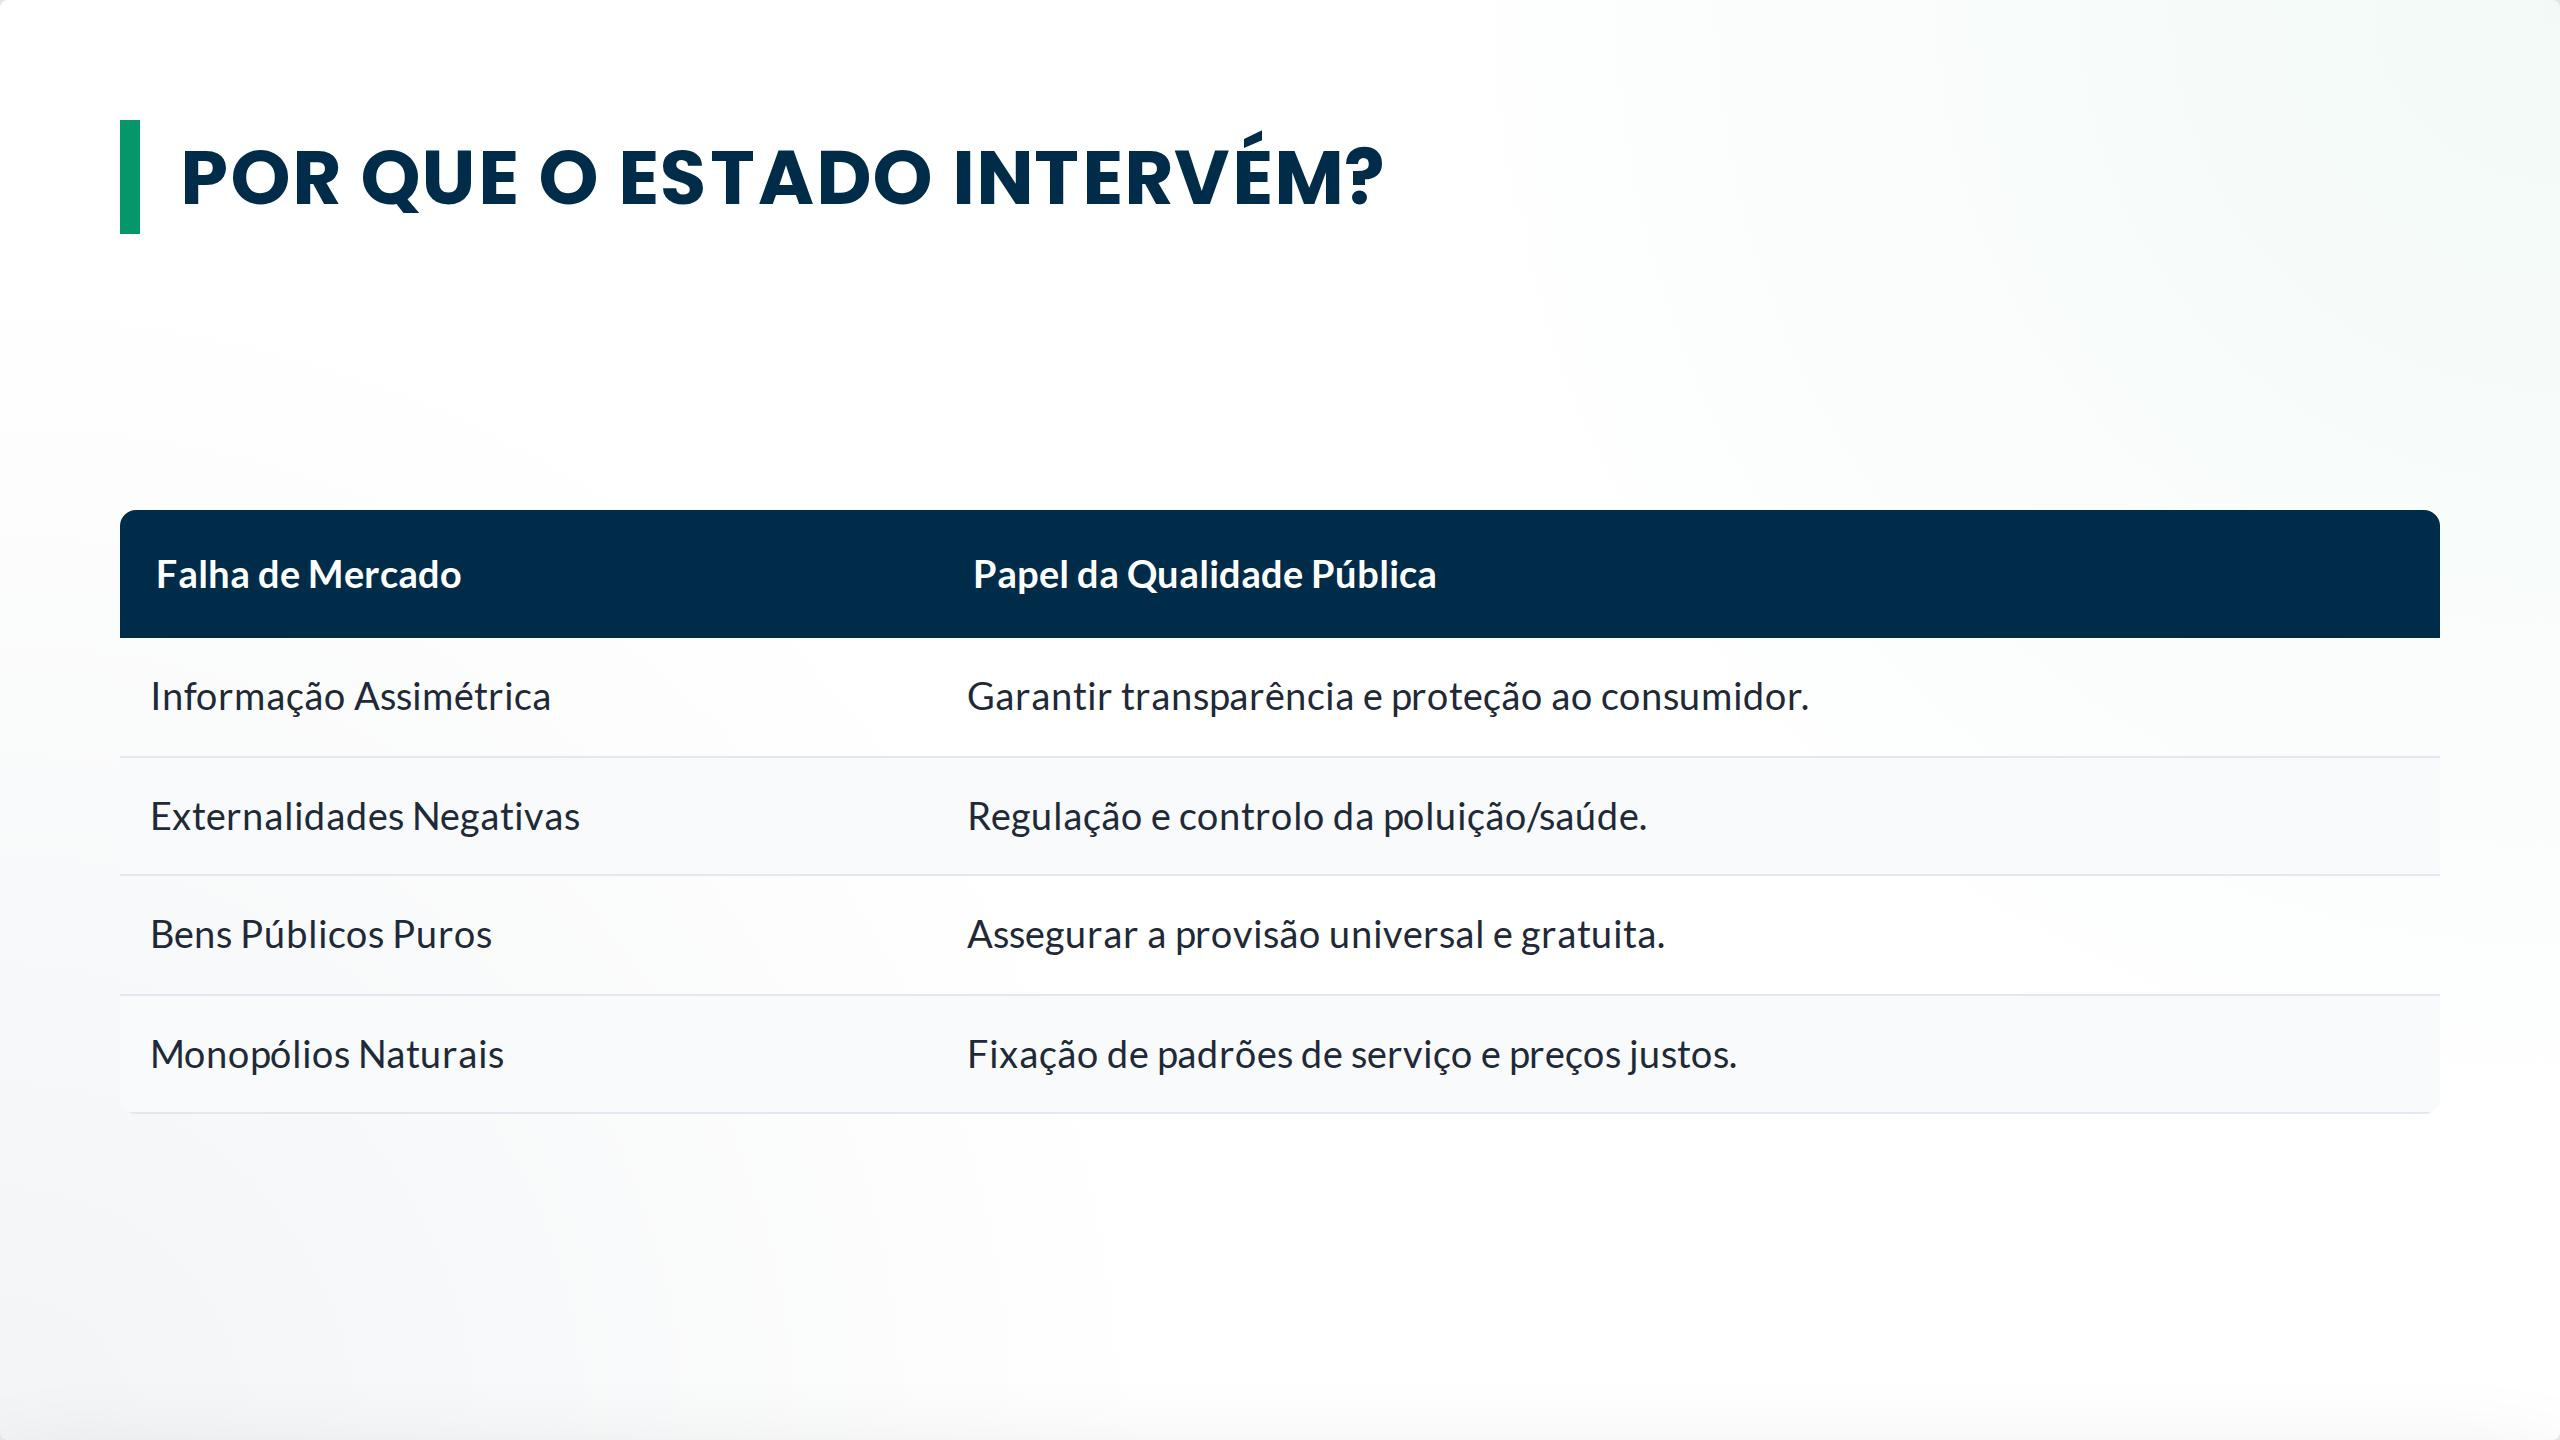 POR QUE O ESTADO INTERVÉM?
Falha de Mercado Papel da Qualidade Pública
Informação Assimétrica Garantir transparência e proteção ao consumidor.
Externalidades Negativas Regulação e controlo da poluição/saúde.
Bens Públicos Puros Assegurar a provisão universal e gratuita.
Monopólios Naturais Fixação de padrões de serviço e preços justos.